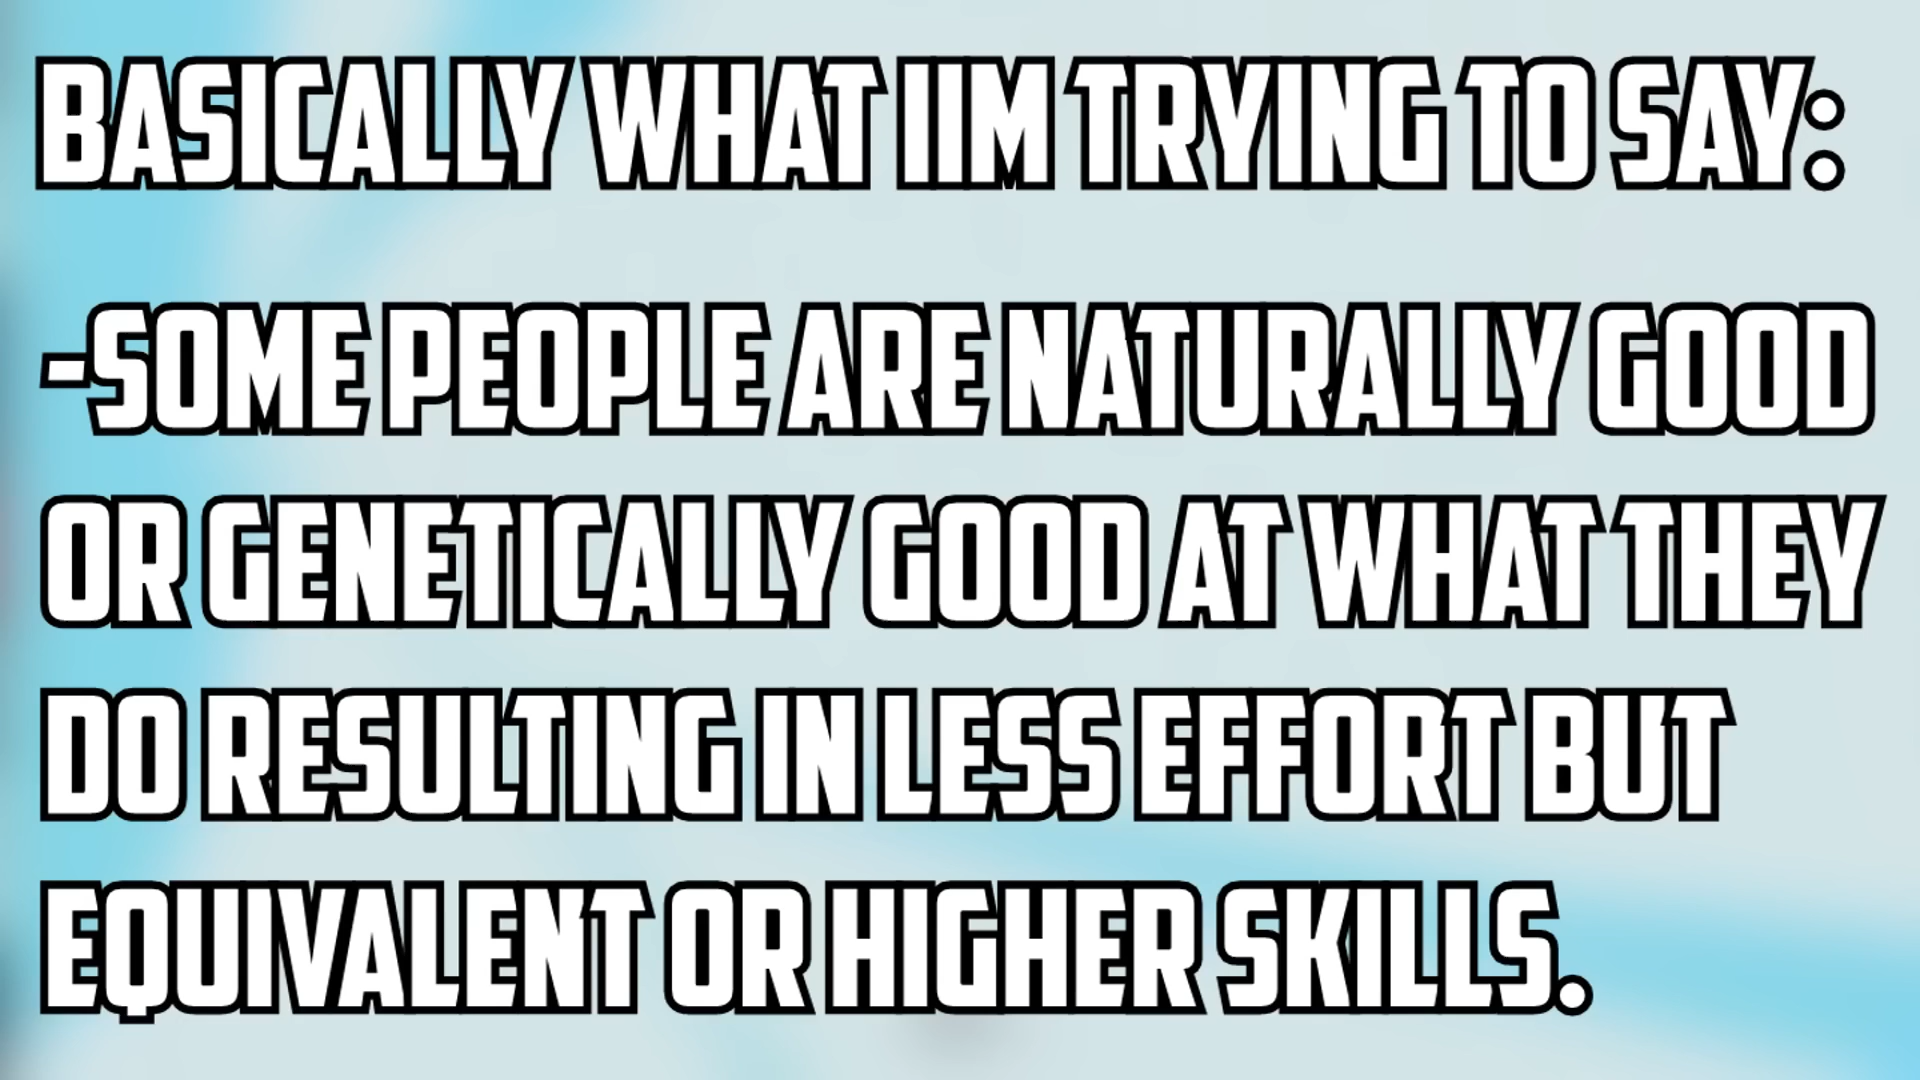 BASICALLY WHAT IIM TRYING TO SAY:
-SOME PEOPLE ARE NATURALLY GOOD
OR GENETICALLY GOOD AT WHAT THEY
DO RESULTING IN LESS EFFORT BUT
EQUIVALENT OR HIGHER SKILLS.